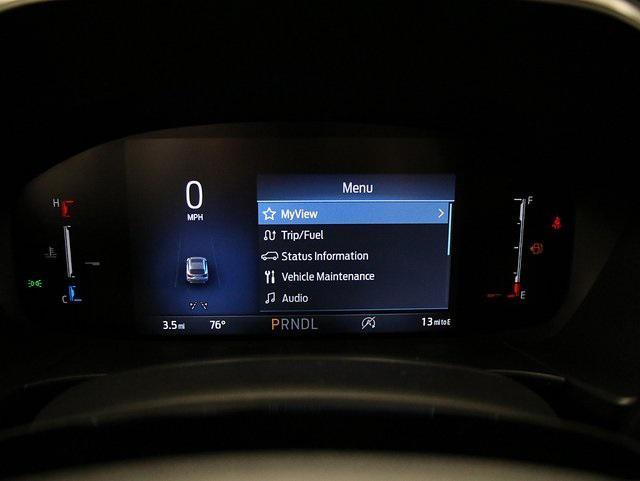 0
MPH
Menu
MyView
Trip/Fuel
Status Information
Vehicle Maintenance
Audio
H
C
F
E
3.5 mi 76° PRNDL 13 mi to E